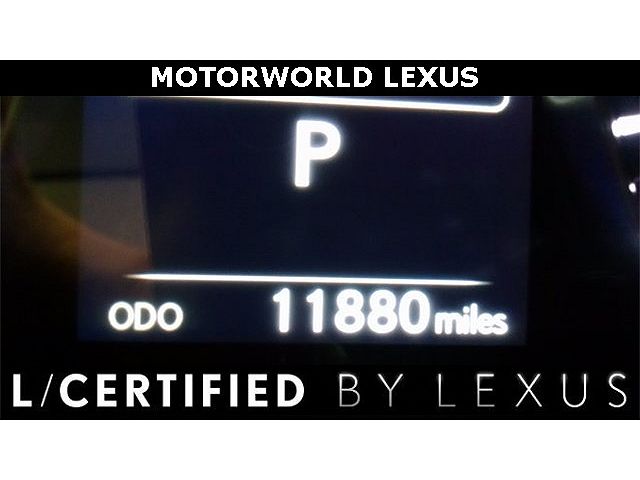 MOTORWORLD LEXUS
P
ODO 11880 miles
L/CERTIFIED BY LEXUS